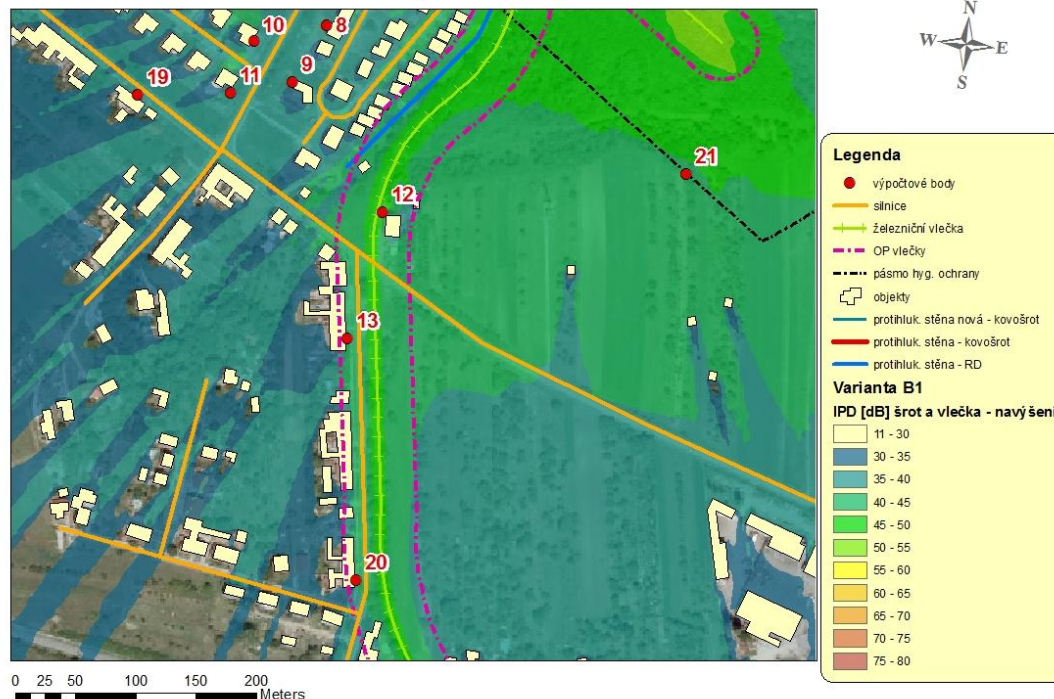 N
W E
S
10
8
19
11
9
21
12
13
20
Legenda
výpočtové body
silnice
železniční vlečka
OP vlečky
pásmo hyg. ochrany
objekty
protihluk. stěna nová - kovošrot
protihluk. stěna - kovošrot
protihluk. stěna - RD
Varianta B1
IPD [dB] šrot a vlečka - navýšení
11 - 30
30 - 35
35 - 40
40 - 45
45 - 50
50 - 55
55 - 60
60 - 65
65 - 70
70 - 75
75 - 80
0 25 50 100 150 200
Meters